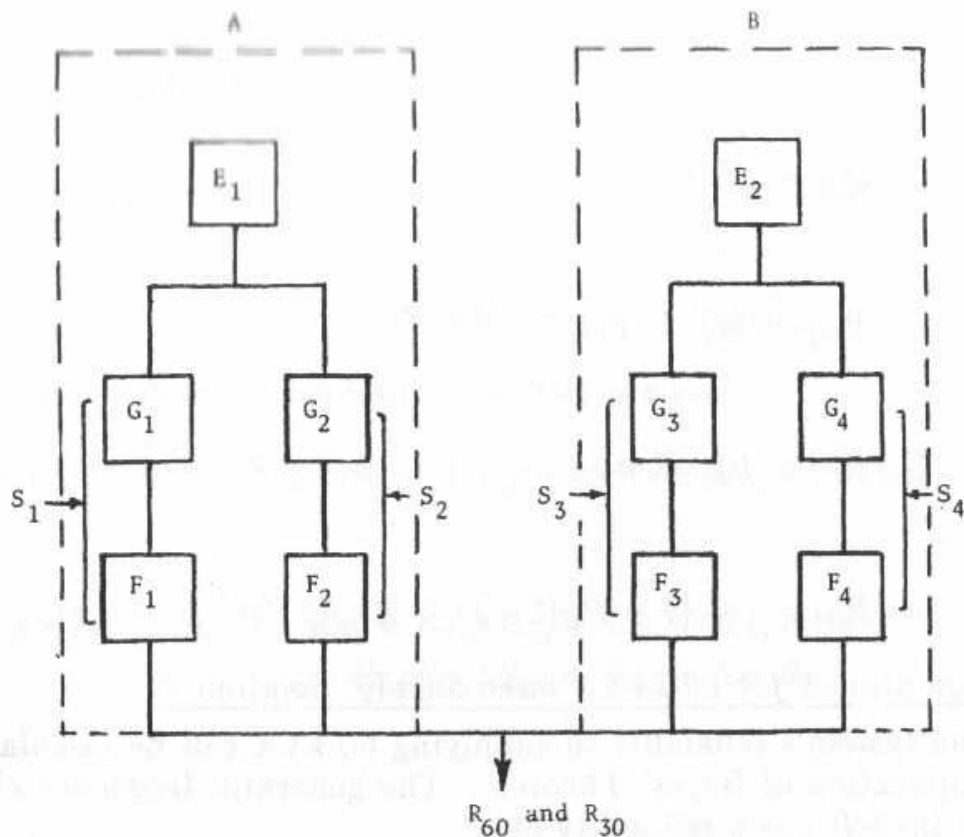 A B
E₁ E₂
G₁ G₂ G₃ G₄
S₁ S₂ S₃ S₄
F₁ F₂ F₃ F₄
R₆₀ and R₃₀